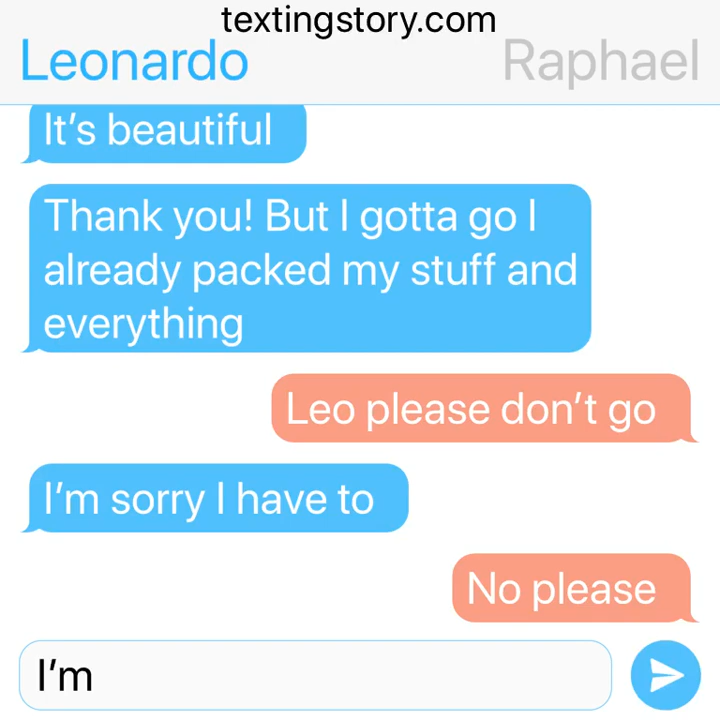 textingstory.com
Leonardo
Raphael
It’s beautiful
Thank you! But I gotta go I
already packed my stuff and
everything
Leo please don’t go
I’m sorry I have to
No please
I’m